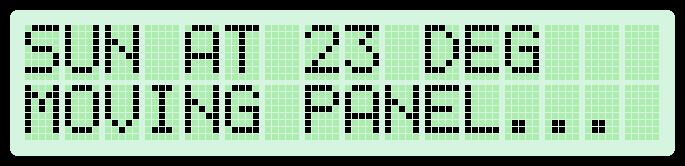 SUN AT 23 DEG
MOVING PANEL...